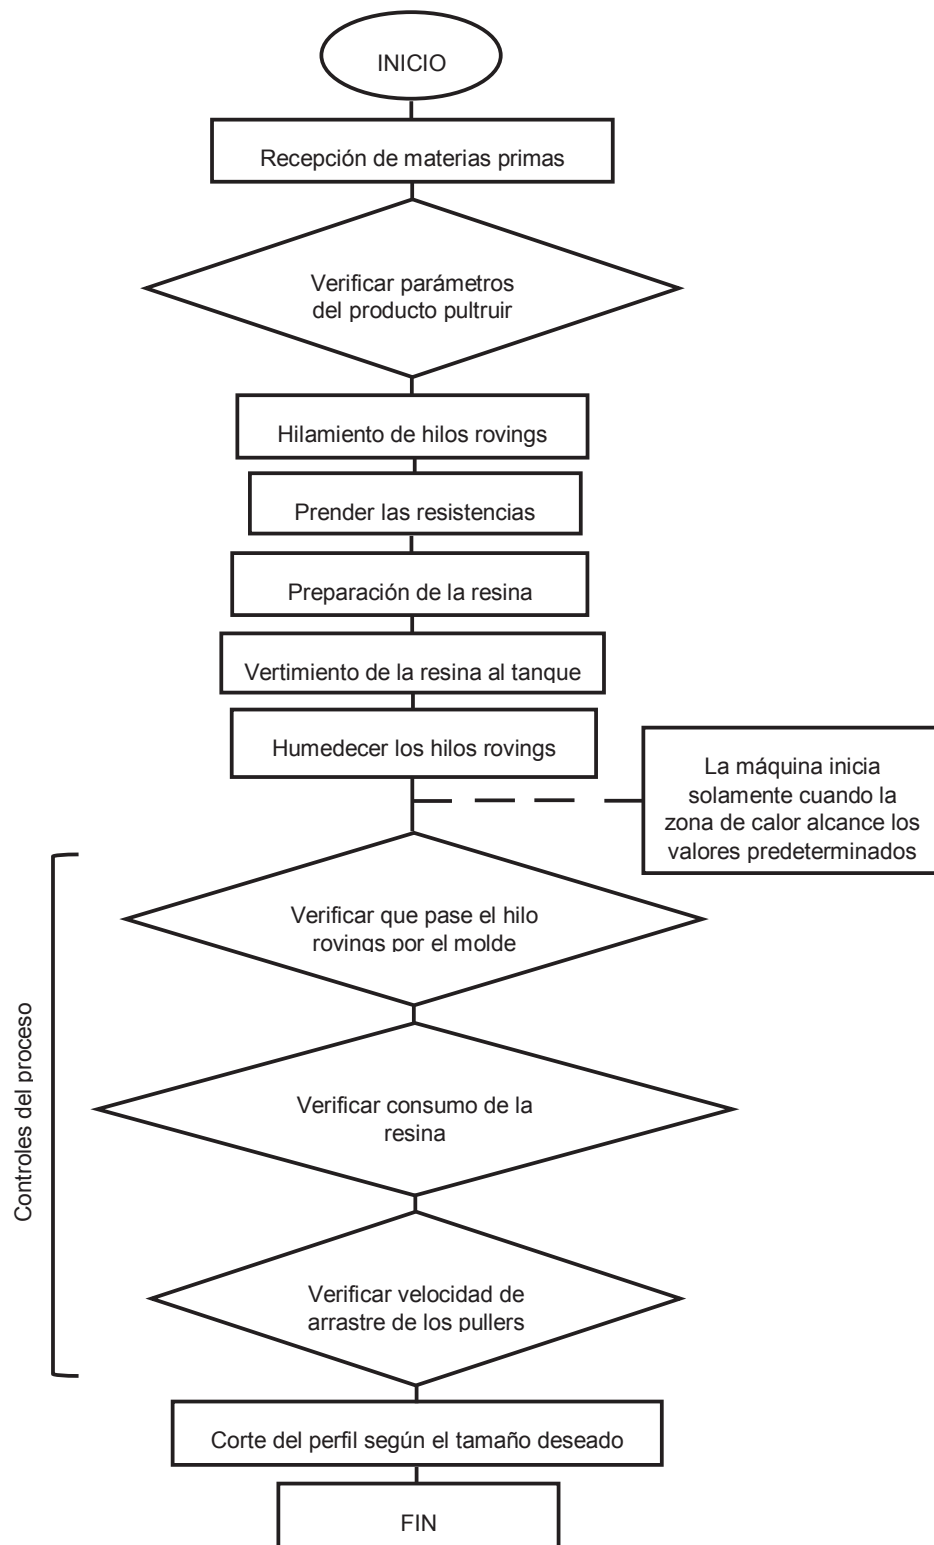 INICIO
Recepción de materias primas
Verificar parámetros
del producto pultruir
Hilamiento de hilos rovings
Prender las resistencias
Preparación de la resina
Vertimiento de la resina al tanque
Humedecer los hilos rovings
La máquina inicia
solamente cuando la
zona de calor alcance los
valores predeterminados
Controles del proceso
Verificar que pase el hilo
rovings por el molde
Verificar consumo de la
resina
Verificar velocidad de
arrastre de los pullers
Corte del perfil según el tamaño deseado
FIN